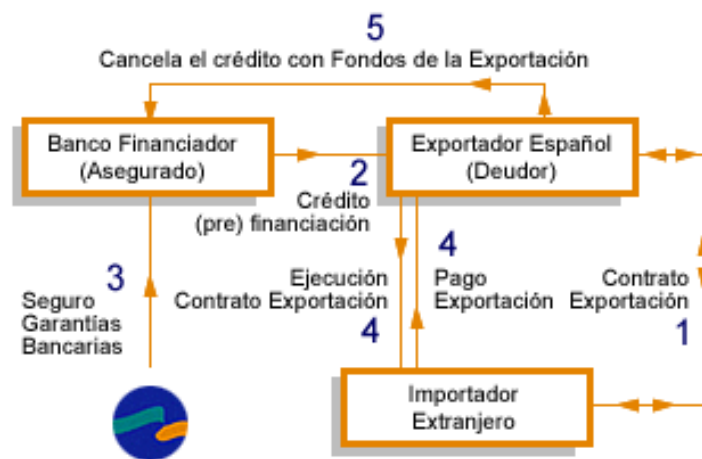 5
Cancela el crédito con Fondos de la Exportación
Banco Financiador
(Asegurado)
Exportador Español
(Deudor)
2
Crédito
(pre) financiación
3
Seguro
Garantías
Bancarias
Ejecución
Contrato Exportación
4
4
Pago
Exportación
Contrato
Exportación
1
Importador
Extranjero